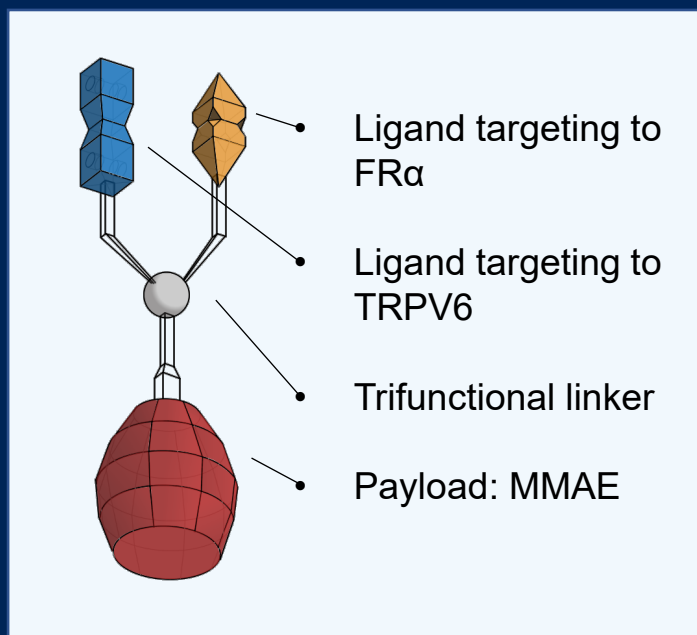 Ligand targeting to
FRα
Ligand targeting to
TRPV6
Trifunctional linker
Payload: MMAE